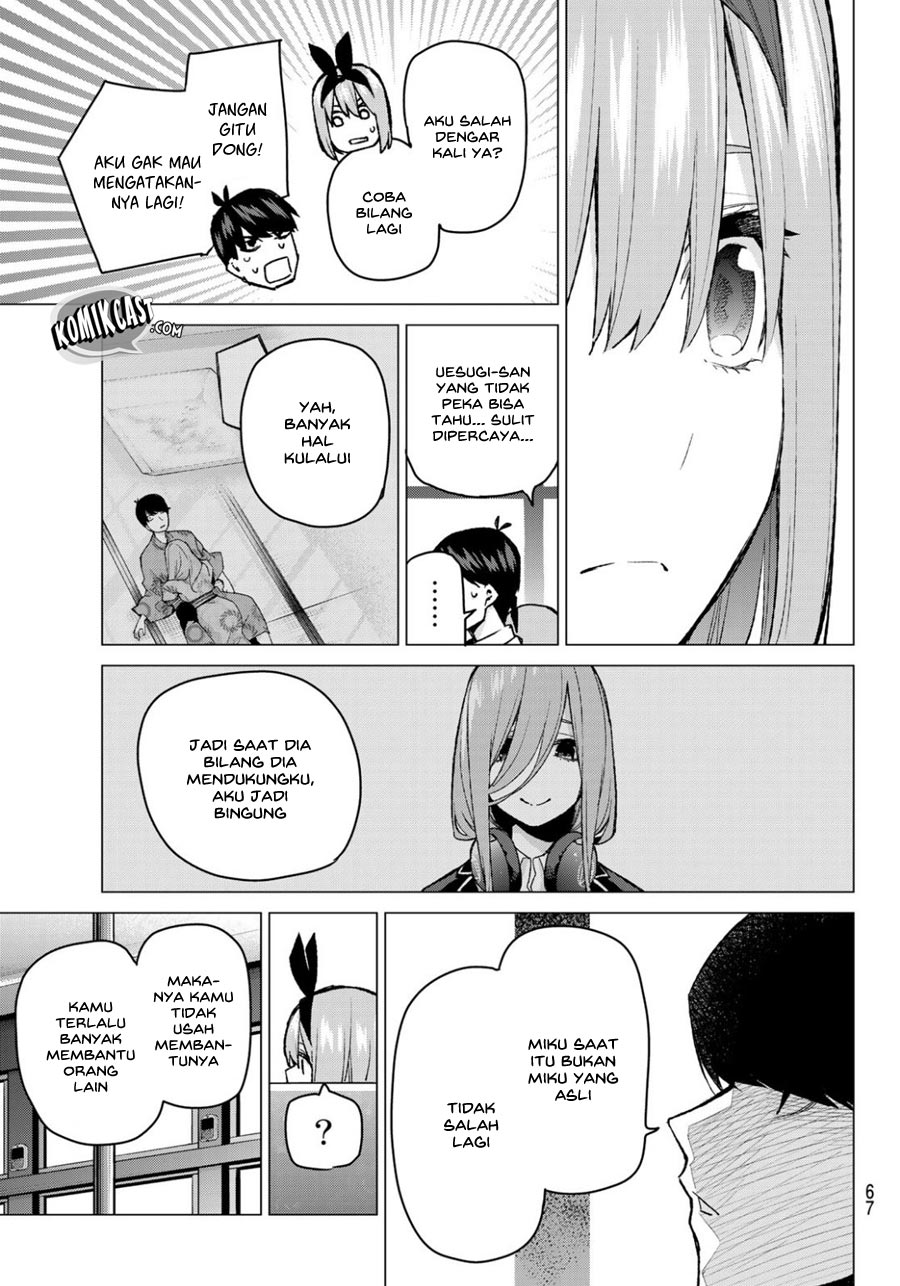 AKU SALAH
DENGAR
KALI YA?
COBA
BILANG
LAGI
JANGAN
GITU
DONG!
AKU GAK MAU
MENGATAKAN-
NYA LAGI!
KOMIKCAST
.COM
UESUGI-SAN
YANG TIDAK
PEKA BISA
TAHU... SULIT
DIPERCAYA...
......
YAH,
BANYAK
HAL
KULALUI
JADI SAAT DIA
BILANG DIA
MENDUKUNGKU,
AKU JADI
BINGUNG
MIKU SAAT
ITU BUKAN
MIKU YANG
ASLI
TIDAK
SALAH
LAGI
?
MAKA-
NYA KAMU
TIDAK
USAH
MEMBAN-
TUNYA
KAMU
TERLALU
BANYAK
MEMBANTU
ORANG
LAIN
67